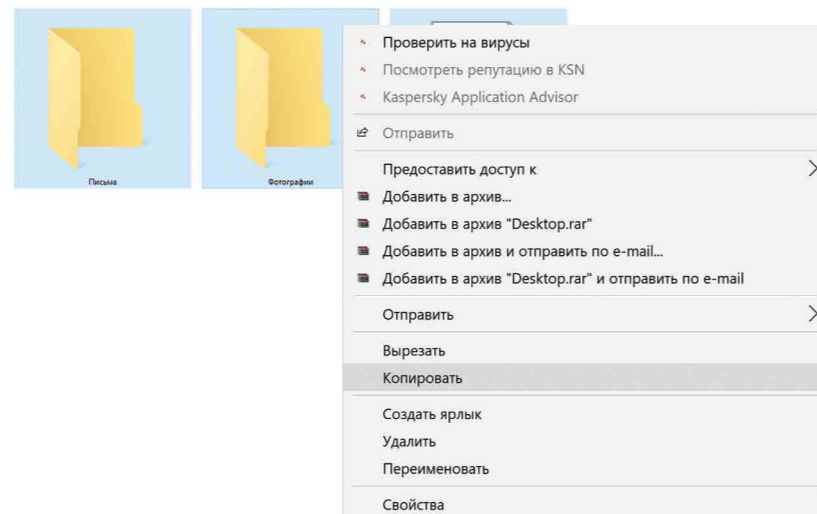 Письма
Фотографии
Проверить на вирусы
Посмотреть репутацию в KSN
Kaspersky Application Advisor
Отправить
Предоставить доступ к
Добавить в архив...
Добавить в архив "Desktop.rar"
Добавить в архив и отправить по e-mail...
Добавить в архив "Desktop.rar" и отправить по e-mail
Отправить
Вырезать
Копировать
Создать ярлык
Удалить
Переименовать
Свойства